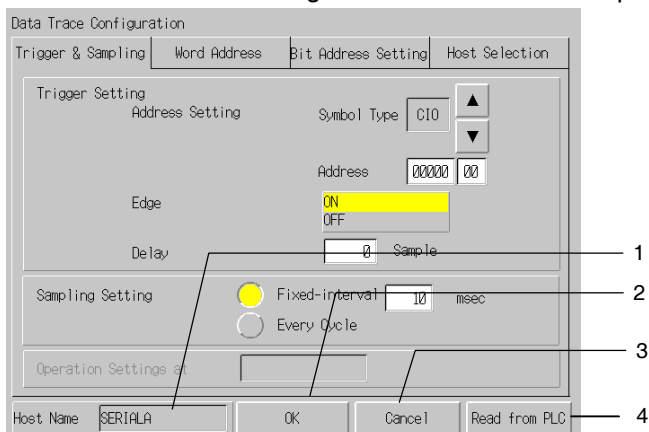 Data Trace Configuration
Trigger & Sampling Word Address Bit Address Setting Host Selection
Trigger Setting
Address Setting Symbol Type CIO ▲
▼
Address 00000 00
Edge ON
OFF
Delay 0 Sample
1
Sampling Setting Fixed-interval 10 msec
2
Every Cycle
3
Operation Settings at
Host Name SERIALA OK Cancel Read from PLC 4